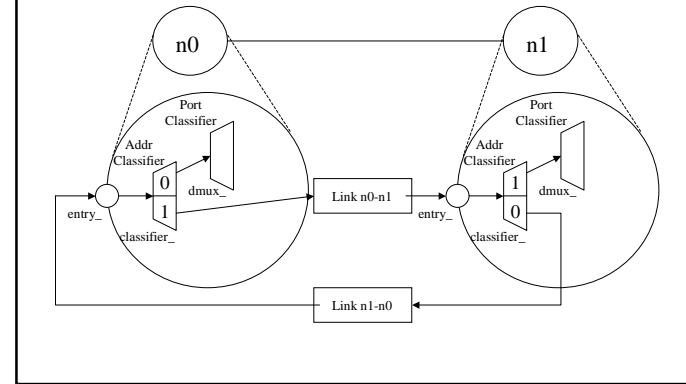 n0
n1
Port
Classifier
Addr
Classifier
0
1
dmux_
entry_
classifier_
Link n0-n1
Port
Classifier
Addr
Classifier
1
0
dmux_
entry_
classifier_
Link n1-n0